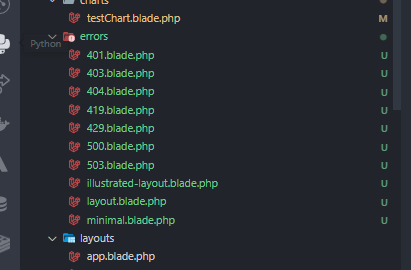 charts
testChart.blade.php M
errors
Python
401.blade.php U
403.blade.php U
404.blade.php U
419.blade.php U
429.blade.php U
500.blade.php U
503.blade.php U
illustrated-layout.blade.php U
layout.blade.php U
minimal.blade.php U
layouts
app.blade.php